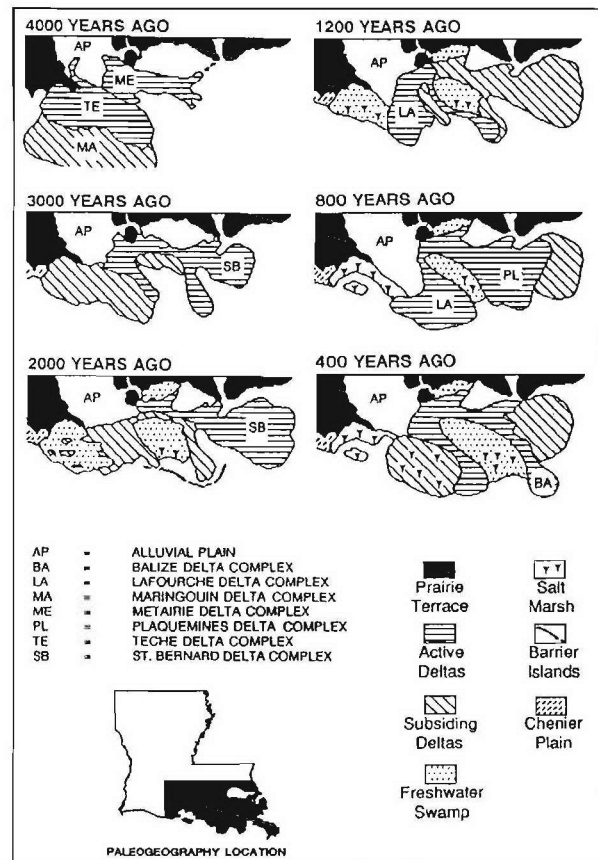 4000 YEARS AGO
AP
ME
TE
MA
3000 YEARS AGO
AP
SB
2000 YEARS AGO
AP
SB
1200 YEARS AGO
AP
LA
800 YEARS AGO
AP
PL
LA
400 YEARS AGO
AP
BA
AP = ALLUVIAL PLAIN
BA = BALIZE DELTA COMPLEX
LA = LAFOURCHE DELTA COMPLEX
MA = MARINGOUIN DELTA COMPLEX
ME = METAIRIE DELTA COMPLEX
PL = PLAQUEMINES DELTA COMPLEX
TE = TECHE DELTA COMPLEX
SB = ST. BERNARD DELTA COMPLEX
Prairie
Terrace
Salt
Marsh
Active
Deltas
Barrier
Islands
Subsiding
Deltas
Chenier
Plain
Freshwater
Swamp
PALEOGEOGRAPHY LOCATION